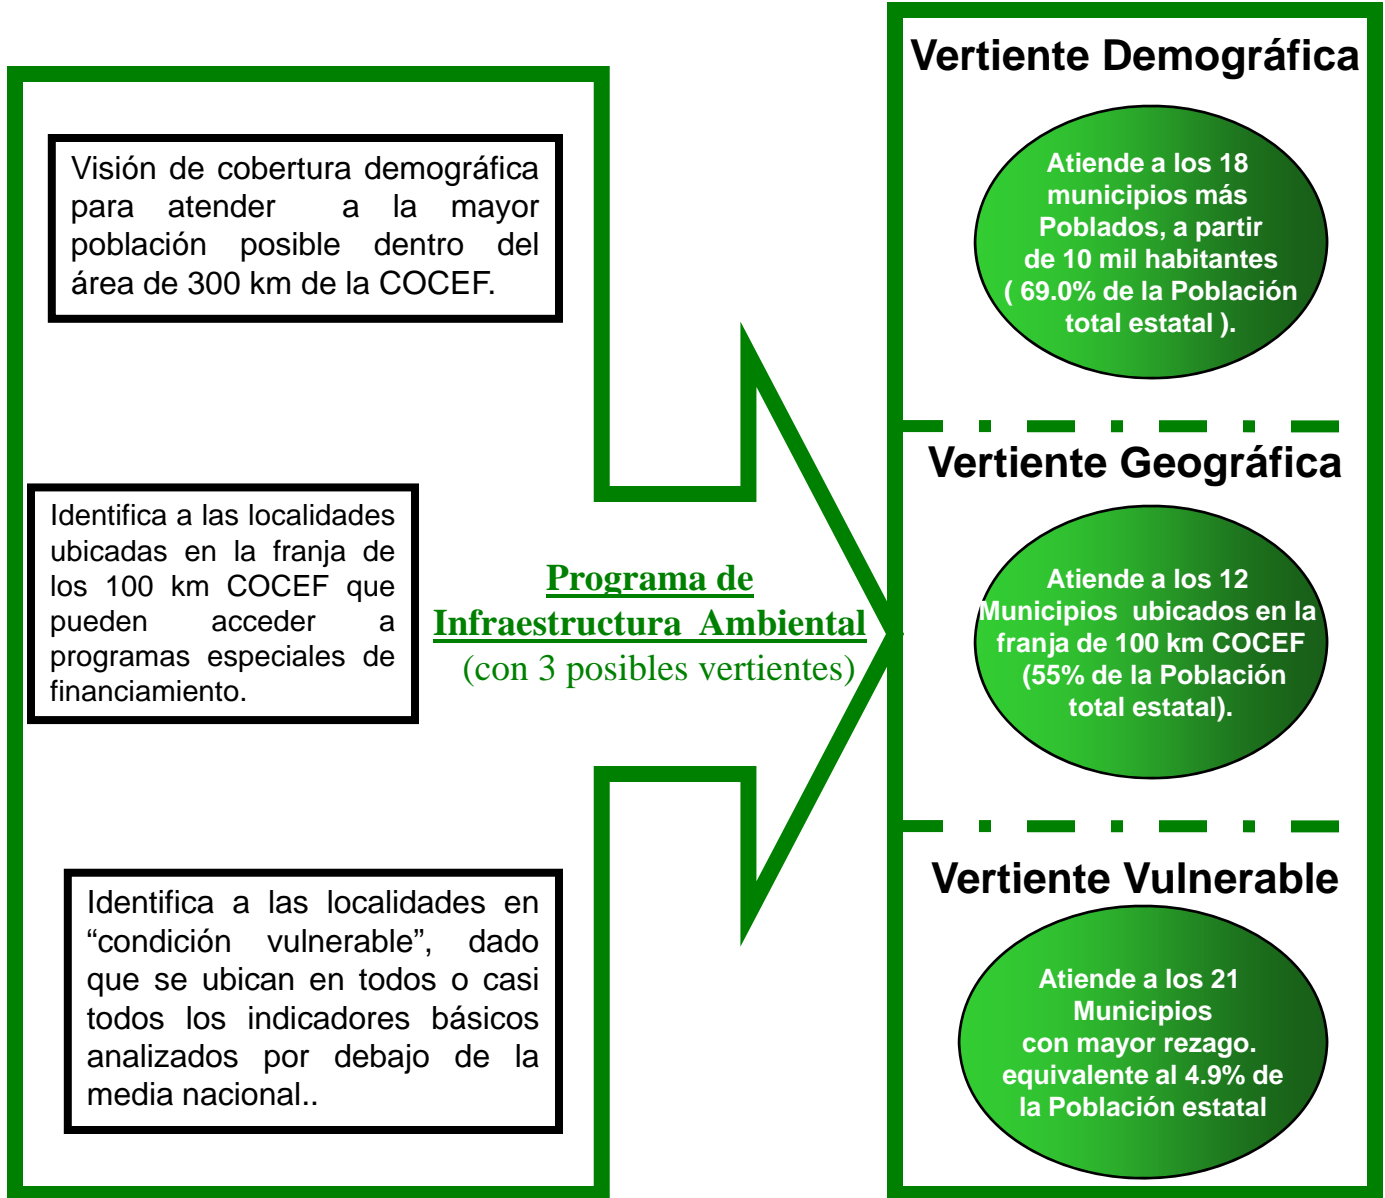 Visión de cobertura demográfica
para atender a la mayor
población posible dentro del
área de 300 km de la COCEF.
Identifica a las localidades
ubicadas en la franja de
los 100 km COCEF que
pueden acceder a
programas especiales de
financiamiento.
Identifica a las localidades en
“condición vulnerable”, dado
que se ubican en todos o casi
todos los indicadores básicos
analizados por debajo de la
media nacional..
Programa de
Infraestructura Ambiental
(con 3 posibles vertientes)
Vertiente Demográfica
Atiende a los 18
municipios más
Poblados, a partir
de 10 mil habitantes
( 69.0% de la Población
total estatal ).
Vertiente Geográfica
Atiende a los 12
Municipios ubicados en la
franja de 100 km COCEF
(55% de la Población
total estatal).
Vertiente Vulnerable
Atiende a los 21
Municipios
con mayor rezago.
equivalente al 4.9% de
la Población estatal